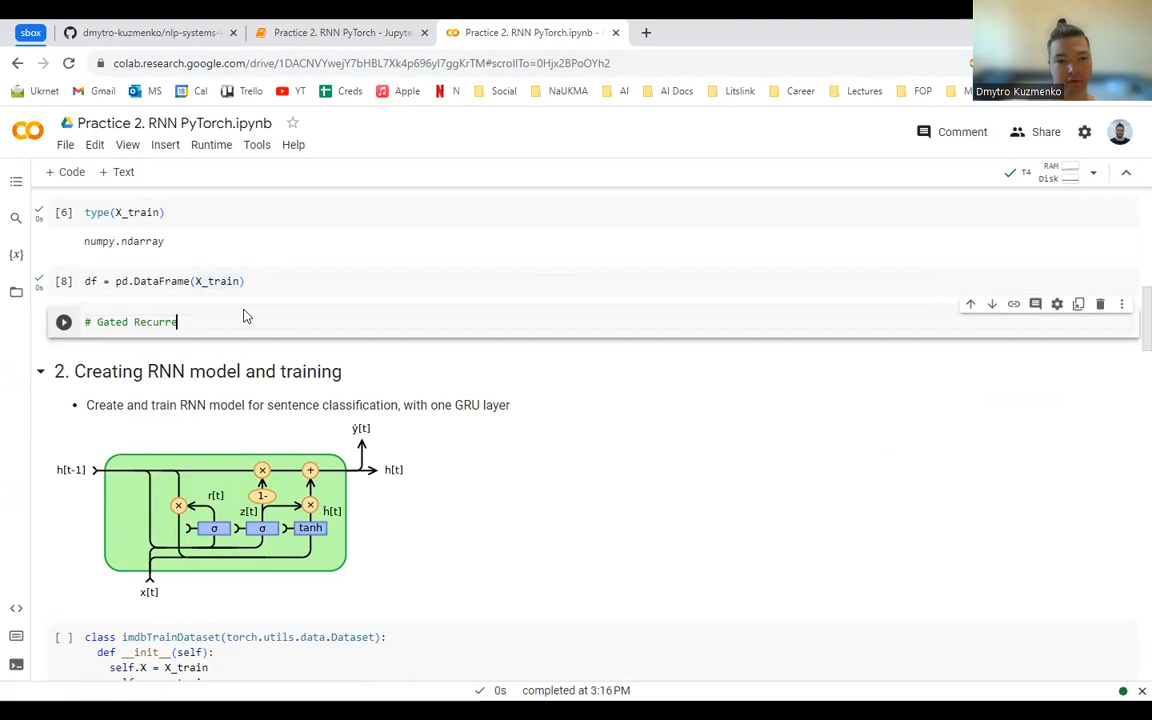 sbox
dmytro-kuzmenko/nlp-systems-
Practice 2. RNN PyTorch - Jupyte
Practice 2. RNN PyTorch.ipynb -
colab.research.google.com/drive/1DACNVYwejY7bHBL7Xk4p696yI7ggKrTM#scrollTo=0Hjx2BPoOYh2
Dmytro Kuzmenko
Ukrnet
MS
Cal
Trello
YT
Creds
Apple
N
Social
NaUKMA
AI
AI Docs
Litslink
Career
Lectures
FOP
M
Practice 2. RNN PyTorch.ipynb
File Edit View Insert Runtime Tools Help
Comment
Share
+ Code + Text
T4
RAM
Disk
[6] type(X_train)
0s
numpy.ndarray
[8] df = pd.DataFrame(X_train)
0s
# Gated Recurre
2. Creating RNN model and training
• Create and train RNN model for sentence classification, with one GRU layer
ŷ[t]
h[t-1]
h[t]
r[t]
1-
z[t]
ĥ[t]
σ σ tanh
x[t]
[ ] class imdbTrainDataset(torch.utils.data.Dataset):
def __init__(self):
self.X = X_train
0s completed at 3:16 PM